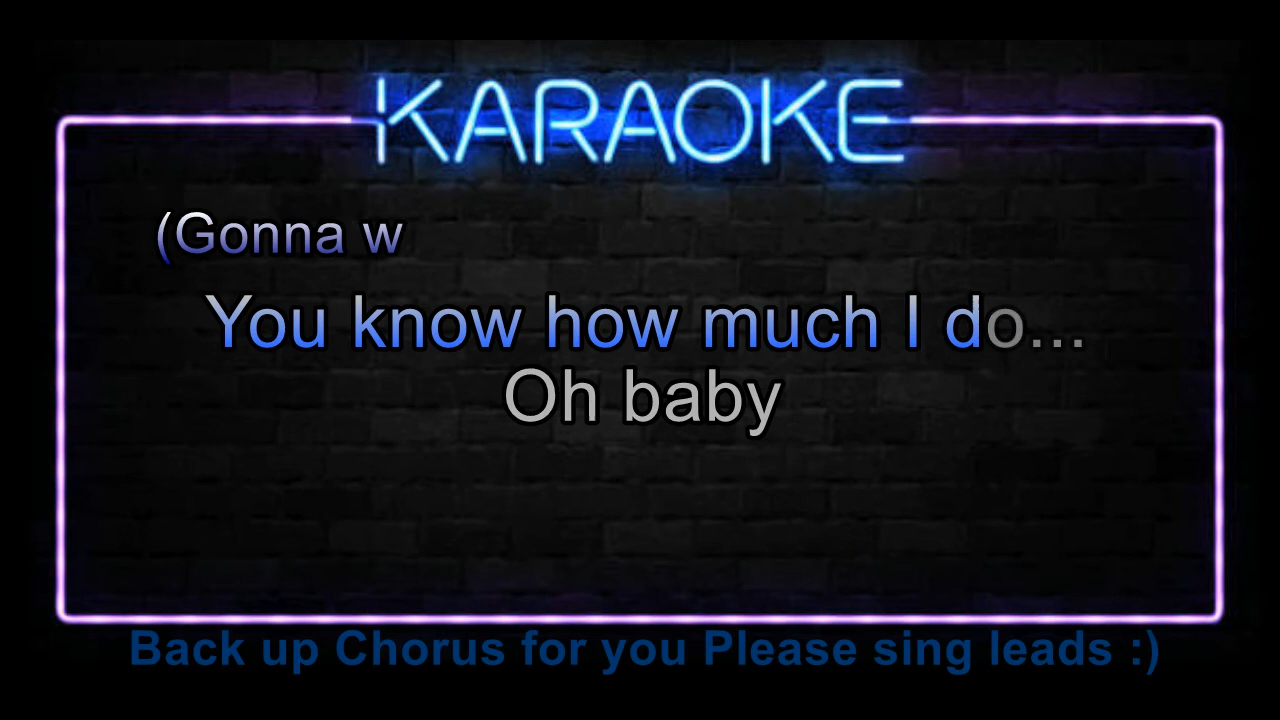 KARAOKE
(Gonna w
You know how much I do...
Oh baby
Back up Chorus for you Please sing leads :)